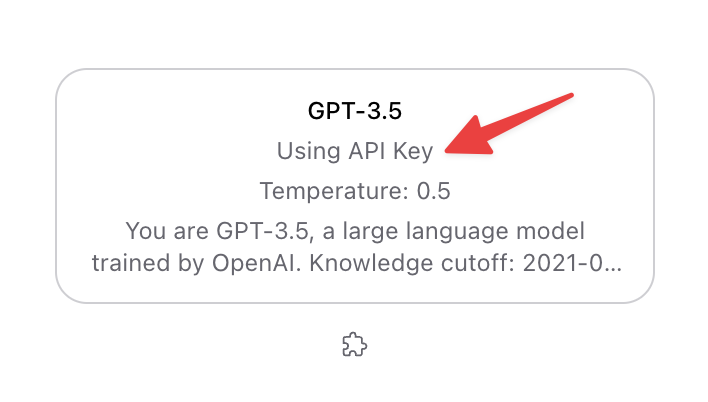 GPT-3.5
Using API Key
Temperature: 0.5
You are GPT-3.5, a large language model
trained by OpenAI. Knowledge cutoff: 2021-0...